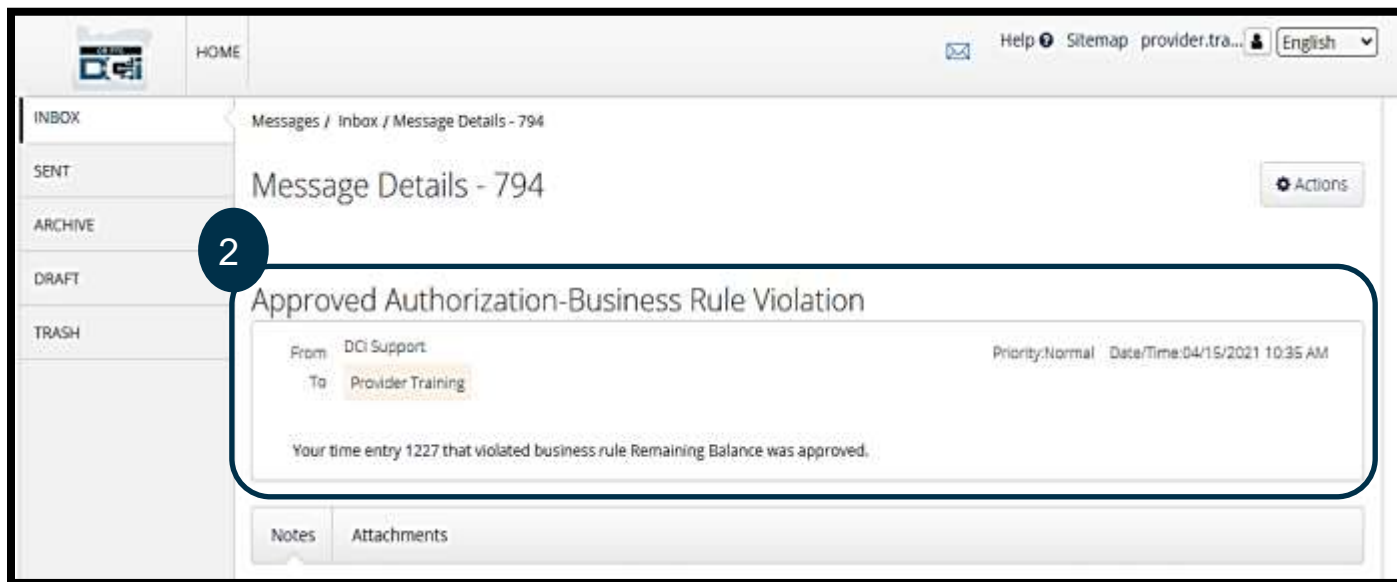 DCI
HOME
Help Sitemap provider.tra... English
INBOX
SENT
ARCHIVE
DRAFT
TRASH
Messages / Inbox / Message Details - 794
Message Details - 794
Actions
2
Approved Authorization-Business Rule Violation
From DCI Support
Priority:Normal Date/Time:04/15/2021 10:35 AM
To Provider Training
Your time entry 1227 that violated business rule Remaining Balance was approved.
Notes Attachments